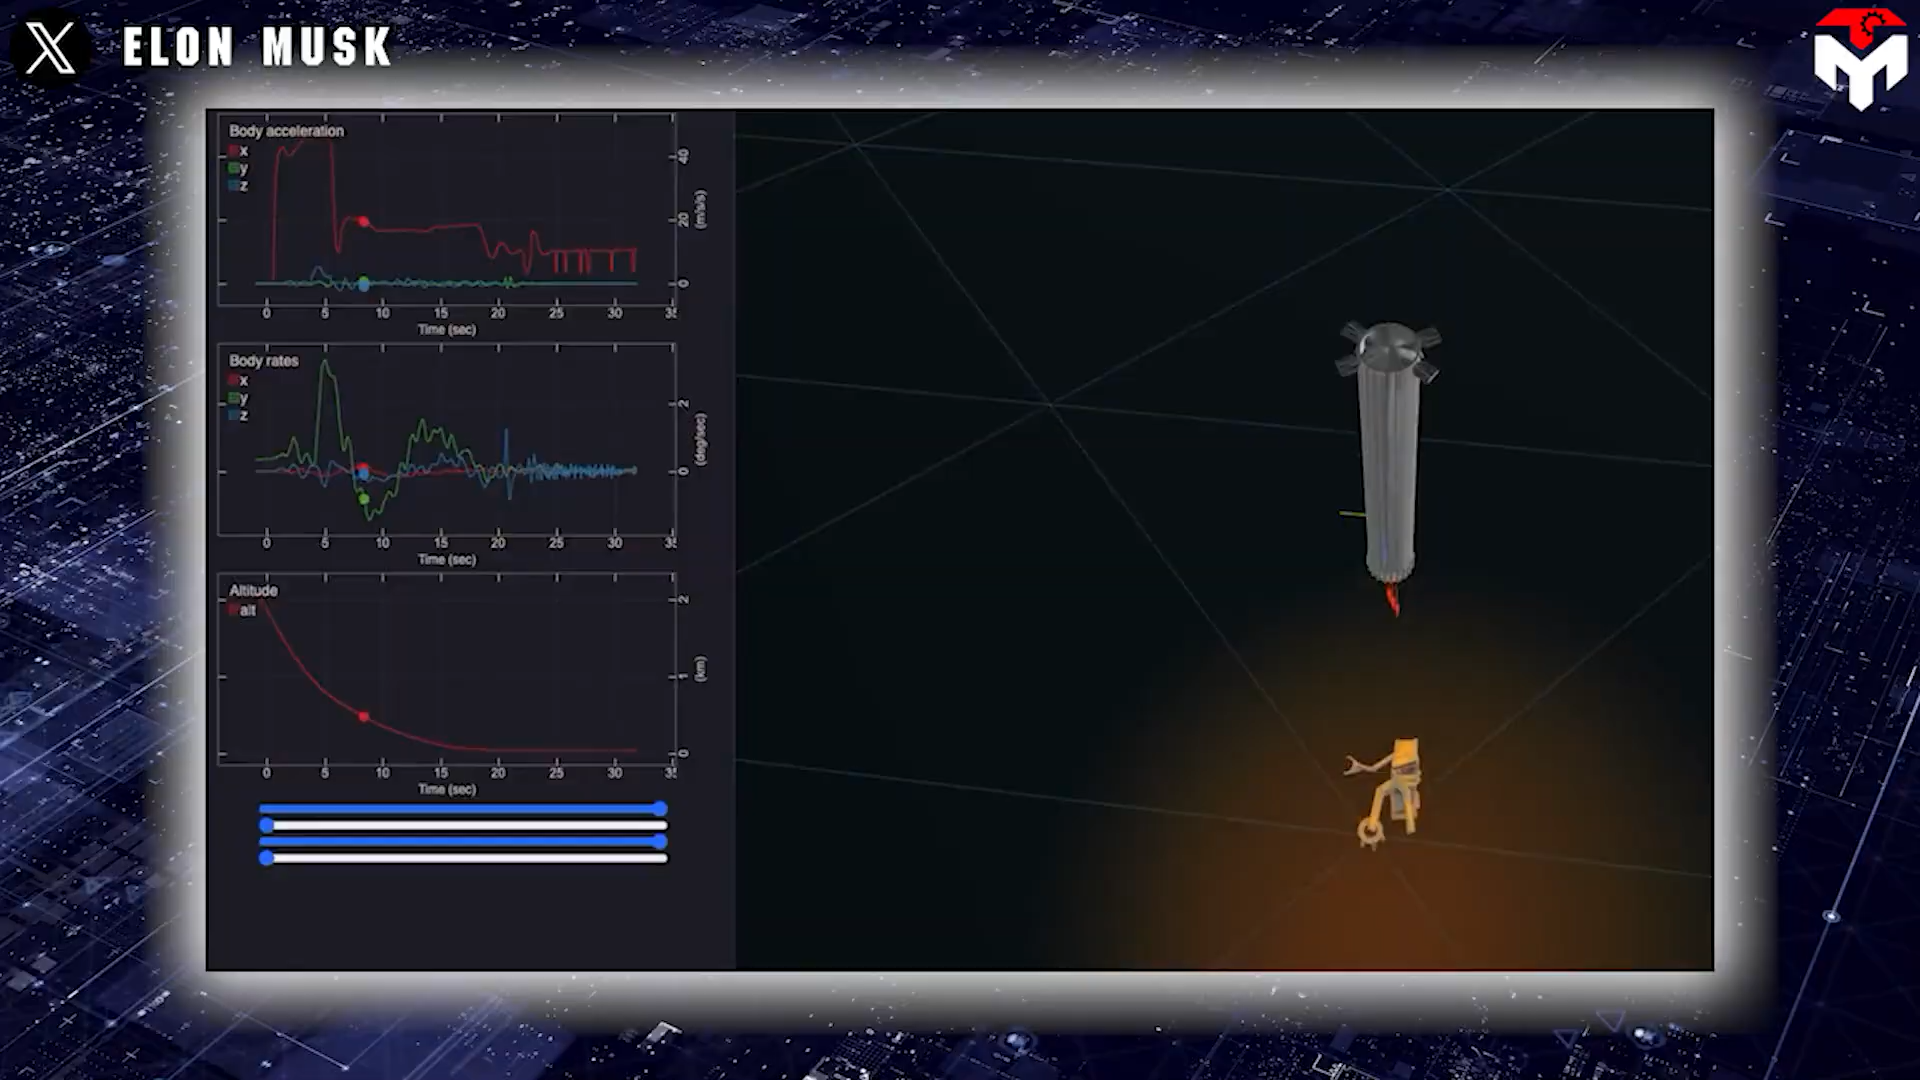 X ELON MUSK
M
Body acceleration
x
y
z
40
20
0
(m/s/s)
0 5 10 15 20 25 30 35
Time (sec)
Body rates
x
y
z
2
0
(deg/sec)
0 5 10 15 20 25 30 35
Time (sec)
Altitude
alt
2
1
0
(km)
0 5 10 15 20 25 30 35
Time (sec)